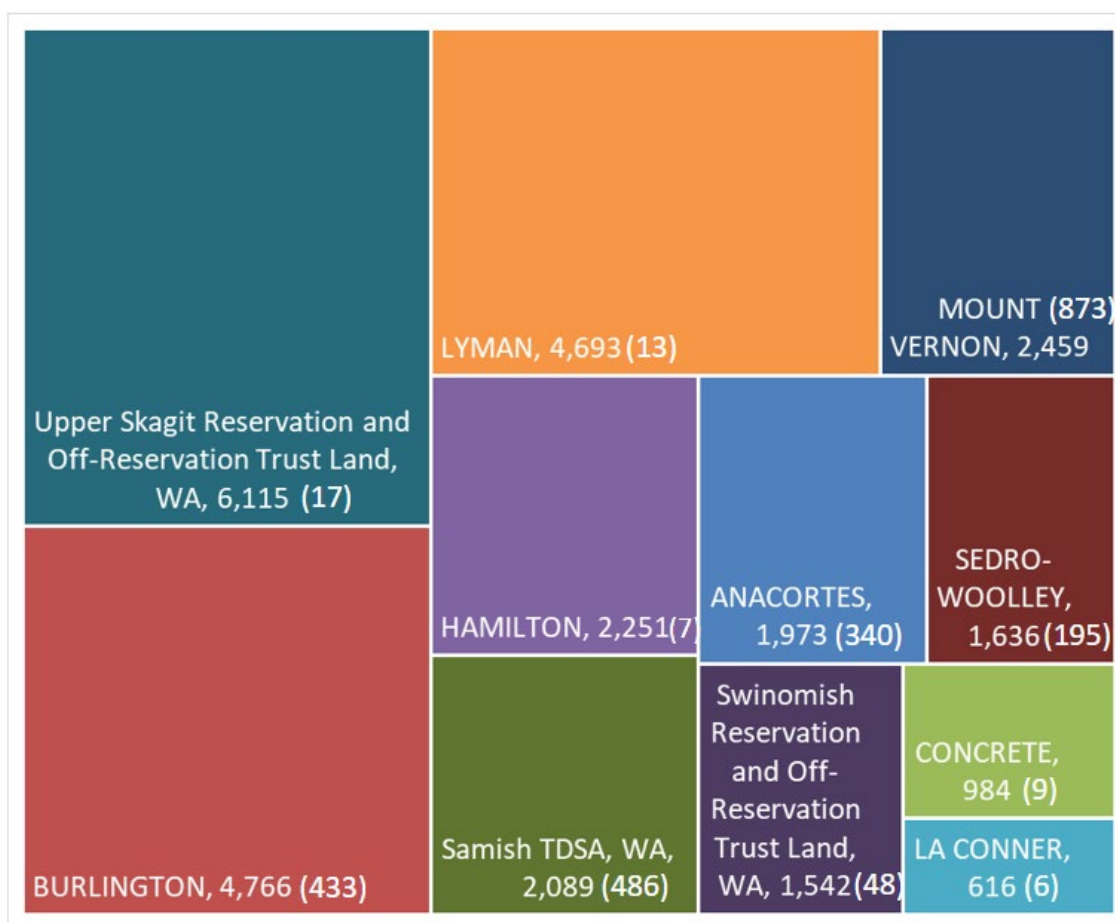 Upper Skagit Reservation and
Off-Reservation Trust Land,
WA, 6,115 (17)
BURLINGTON, 4,766 (433)
LYMAN, 4,693 (13)
MOUNT (873)
VERNON, 2,459
HAMILTON, 2,251 (7)
ANACORTES,
1,973 (340)
SEDRO-
WOOLLEY,
1,636 (195)
Samish TDSA, WA,
2,089 (486)
Swinomish
Reservation
and Off-
Reservation
Trust Land,
WA, 1,542 (48)
CONCRETE,
984 (9)
LA CONNER,
616 (6)